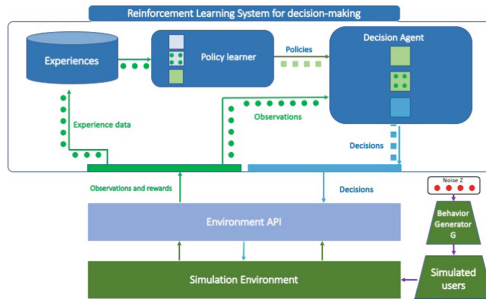 Reinforcement Learning System for decision-making
Experiences
Policy learner
Policies
Decision Agent
Experience data
Observations
Decisions
Observations and rewards
Decisions
Noise Z
Environment API
Behavior
Generator
G
Simulation Environment
Simulated
users